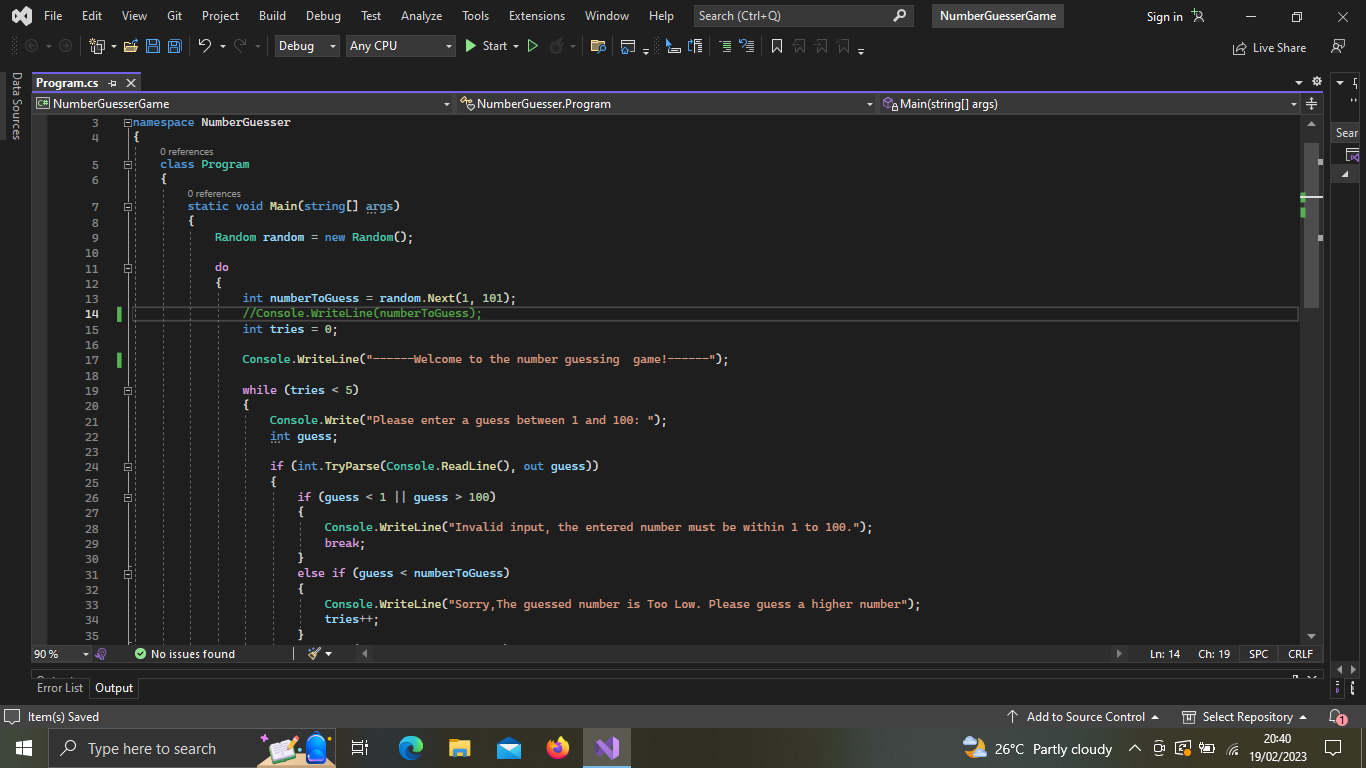 File Edit View Git Project Build Debug Test Analyze Tools Extensions Window Help Search (Ctrl+Q) NumberGuesserGame Sign in
Debug Any CPU Start Live Share
Data Sources
Program.cs
NumberGuesserGame NumberGuesser.Program Main(string[] args)
Sear
3 namespace NumberGuesser
4 {
0 references
5 class Program
6 {
0 references
7 static void Main(string[] args)
8 {
9 Random random = new Random();
10
11 do
12 {
13 int numberToGuess = random.Next(1, 101);
14 //Console.WriteLine(numberToGuess);
15 int tries = 0;
16
17 Console.WriteLine("------Welcome to the number guessing  game!------");
18
19 while (tries < 5)
20 {
21 Console.Write("Please enter a guess between 1 and 100: ");
22 int guess;
23
24 if (int.TryParse(Console.ReadLine(), out guess))
25 {
26 if (guess < 1 || guess > 100)
27 {
28 Console.WriteLine("Invalid input, the entered number must be within 1 to 100.");
29 break;
30 }
31 else if (guess < numberToGuess)
32 {
33 Console.WriteLine("Sorry,The guessed number is Too Low. Please guess a higher number");
34 tries++;
35 }
90 % No issues found Ln: 14 Ch: 19 SPC CRLF
Error List Output
Item(s) Saved Add to Source Control Select Repository 1
Type here to search 26°C Partly cloudy 20:40
19/02/2023